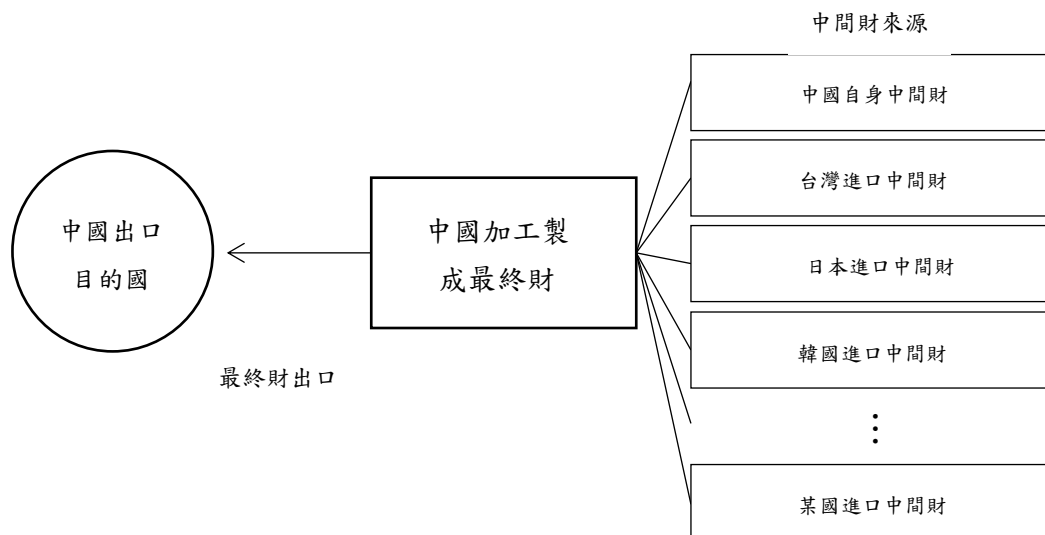 中間財來源
中國自身中間財
台灣進口中間財
日本進口中間財
韓國進口中間財
⋮
某國進口中間財
中國加工製
成最終財
中國出口
目的國
最終財出口